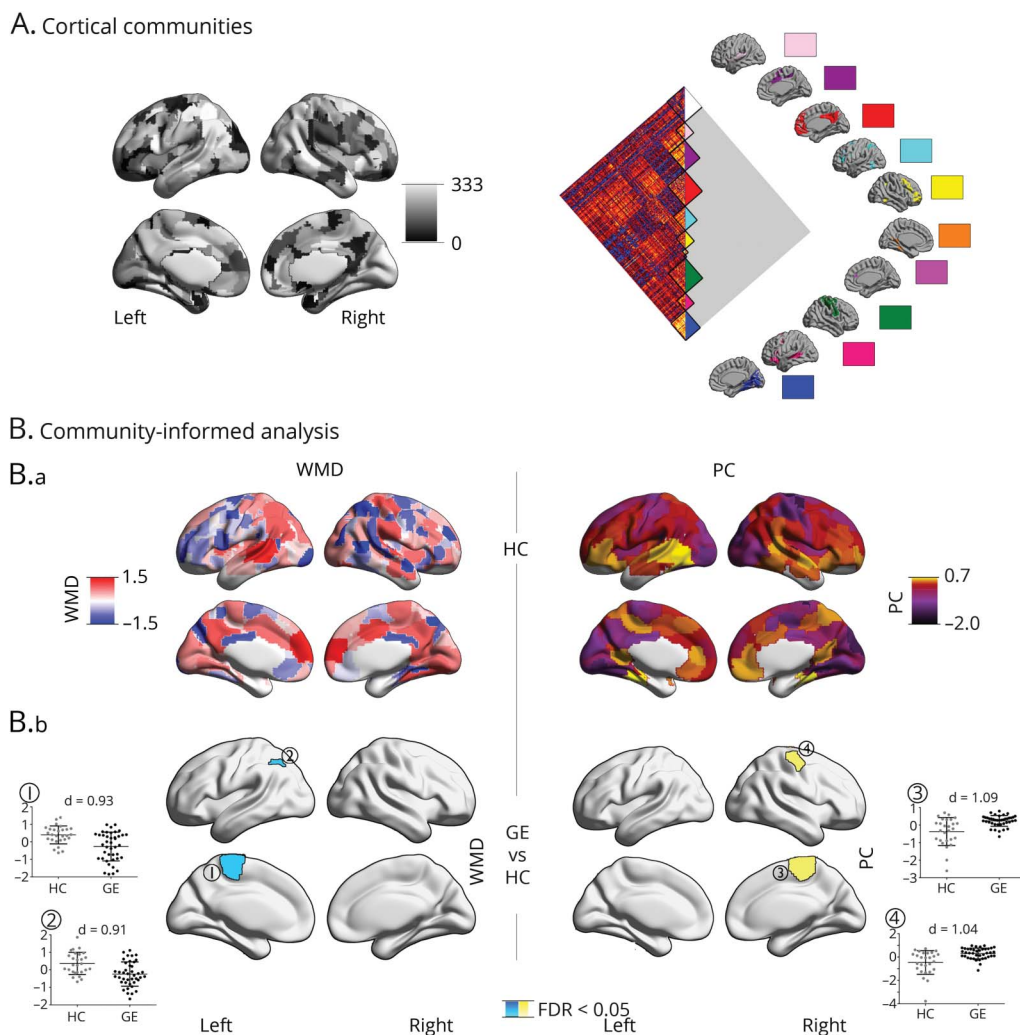 A. Cortical communities
333
0
Left Right
B. Community-informed analysis
B.a
WMD PC
HC
WMD
1.5
-1.5
PC
0.7
-2.0
B.b
GE
vs
HC
WMD
PC
①
d = 0.93
2
1
0
-1
-2
HC GE
②
d = 0.91
2
1
0
-1
-2
HC GE
②
①
④
③
③
d = 1.09
1
0
-1
-2
-3
HC GE
④
d = 1.04
2
0
-2
-4
HC GE
FDR < 0.05
Left Right Left Right